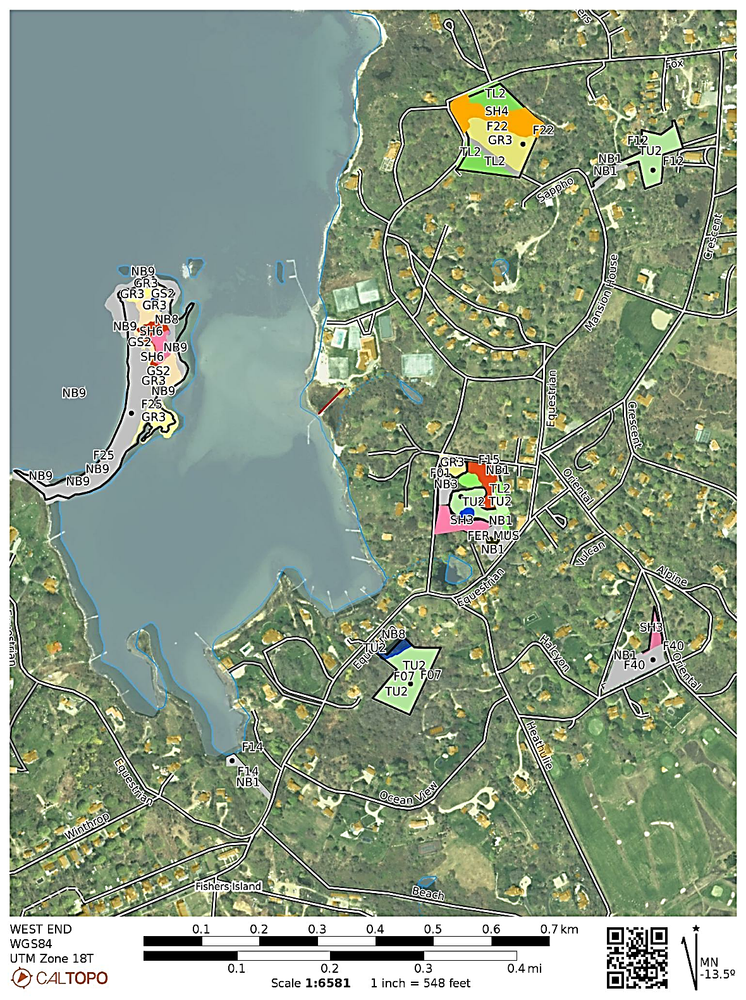 Fox
TL2
SH4
F22
F22
GR3
TL2
TL2
F12
TU2
NB1
F12
NB1
Sappho
Crescent
Mansion House
NB9
GR3
GR3
GS2
GR3
NB8
NB9
SH6
GS2
NB9
SH6
GS2
GR3
NB9
NB9
F25
GR3
Equestrian
Crescent
F25
NB9
NB9
NB9
GR3
F15
F01
NB1
NB3
TL2
TU2
TU2
SH3
NB1
FER MUS
NB1
Oriental
Vulcan
Alpine
Equestrian
SH3
NB8
TU2
F40
NB1
F40
Halcyon
Oriental
TU2
F07
F07
TU2
Heathulie
F14
F14
NB1
Equestrian
Ocean View
Winthrop
Fishers Island
Beach
WEST END
WGS84
UTM Zone 18T
CALTOPO
0.1 0.2 0.3 0.4 0.5 0.6 0.7 km
0.1 0.2 0.3 0.4 mi
Scale 1:6581 1 inch = 548 feet
MN
-13.5º